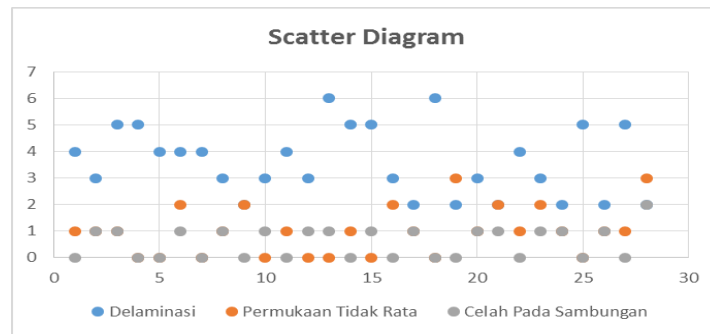 Scatter Diagram
7
6
5
4
3
2
1
0
0 5 10 15 20 25 30
Delaminasi Permukaan Tidak Rata Celah Pada Sambungan